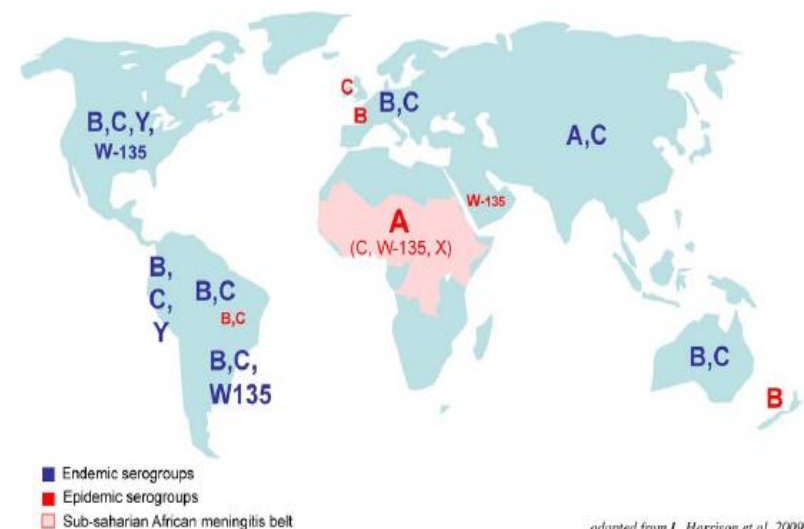 B,C,Y,
W-135
C
B
B,C
A,C
W-135
A
(C, W-135, X)
B,
C,
Y
B,C
B,C
B,C,
W135
B,C
B
Endemic serogroups
Epidemic serogroups
Sub-saharian African meningitis belt
adapted from L. Harrison et al. 2009